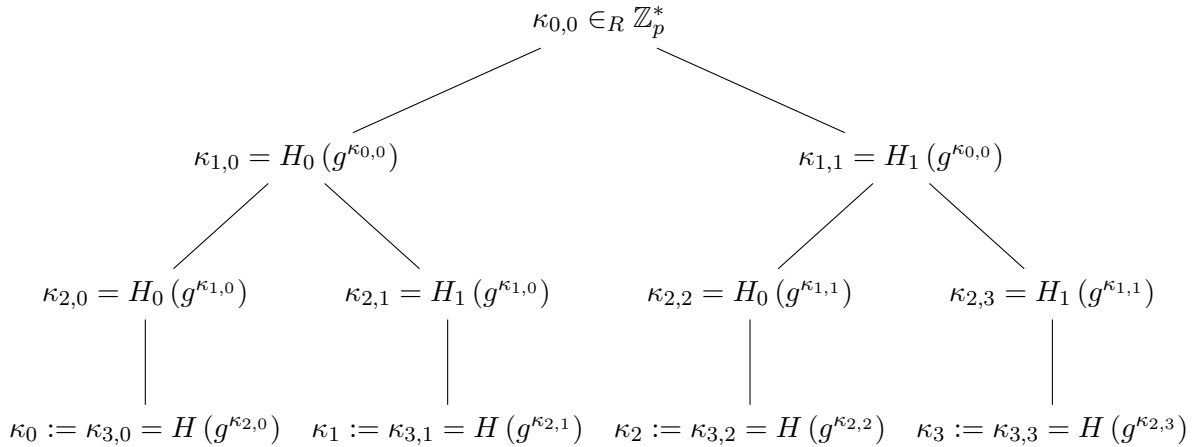 κ_{0,0} ∈_R ℤ_p^*
κ_{1,0} = H_0 (g^{κ_{0,0}}) κ_{1,1} = H_1 (g^{κ_{0,0}})
κ_{2,0} = H_0 (g^{κ_{1,0}}) κ_{2,1} = H_1 (g^{κ_{1,0}}) κ_{2,2} = H_0 (g^{κ_{1,1}}) κ_{2,3} = H_1 (g^{κ_{1,1}})
κ_0 := κ_{3,0} = H (g^{κ_{2,0}}) κ_1 := κ_{3,1} = H (g^{κ_{2,1}}) κ_2 := κ_{3,2} = H (g^{κ_{2,2}}) κ_3 := κ_{3,3} = H (g^{κ_{2,3}})